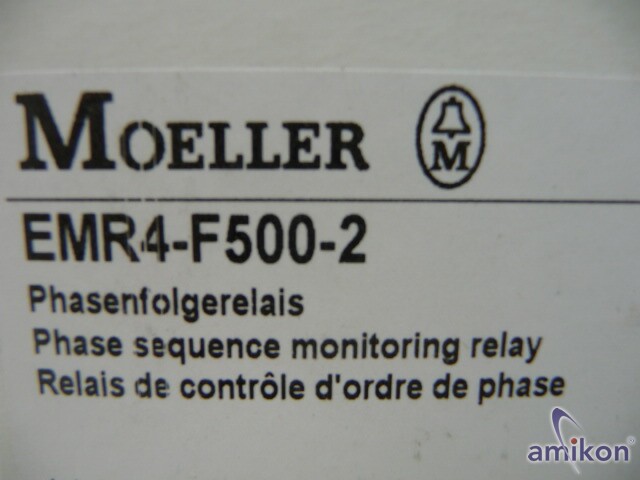 MOELLER
M
EMR4-F500-2
Phasenfolgerelais
Phase sequence monitoring relay
Relais de contrôle d'ordre de phase
amikon®